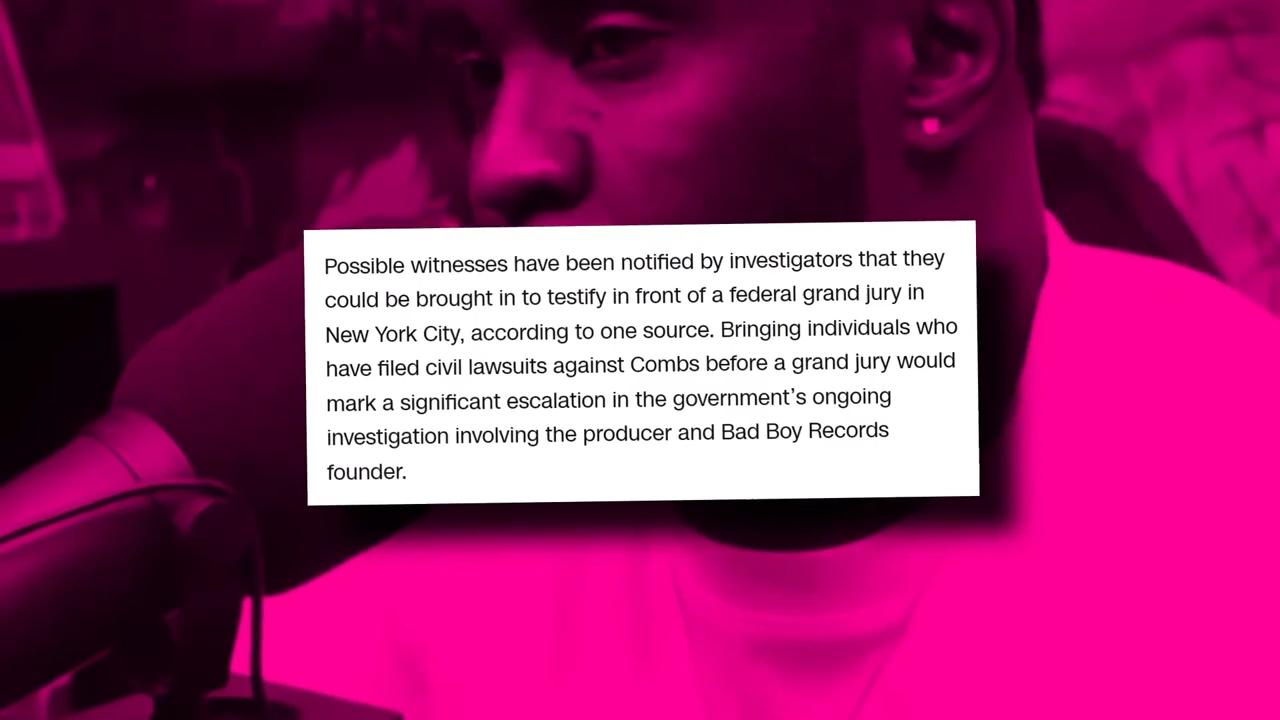 Possible witnesses have been notified by investigators that they
could be brought in to testify in front of a federal grand jury in
New York City, according to one source. Bringing individuals who
have filed civil lawsuits against Combs before a grand jury would
mark a significant escalation in the government’s ongoing
investigation involving the producer and Bad Boy Records
founder.